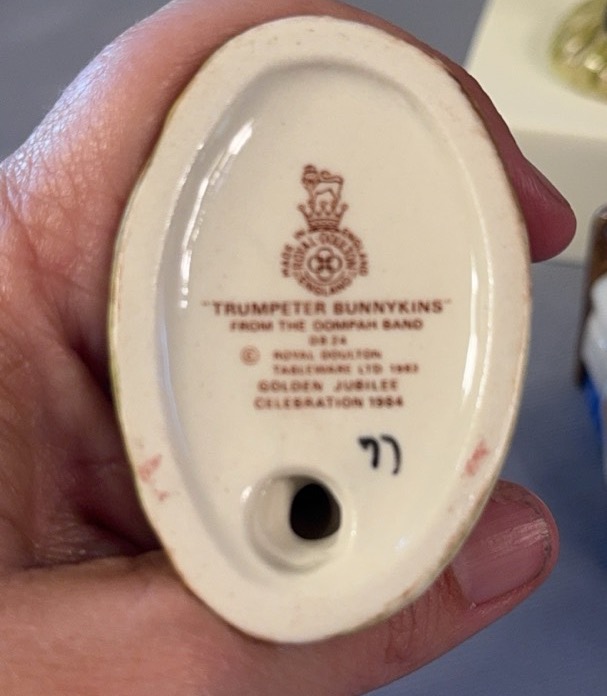 MADE IN ENGLAND
ROYAL DOULTON
ENGLAND
"TRUMPETER BUNNYKINS"
FROM THE OOMPAH BAND
DB 24
© ROYAL DOULTON
TABLEWARE LTD 1983
GOLDEN JUBILEE
CELEBRATION 1984